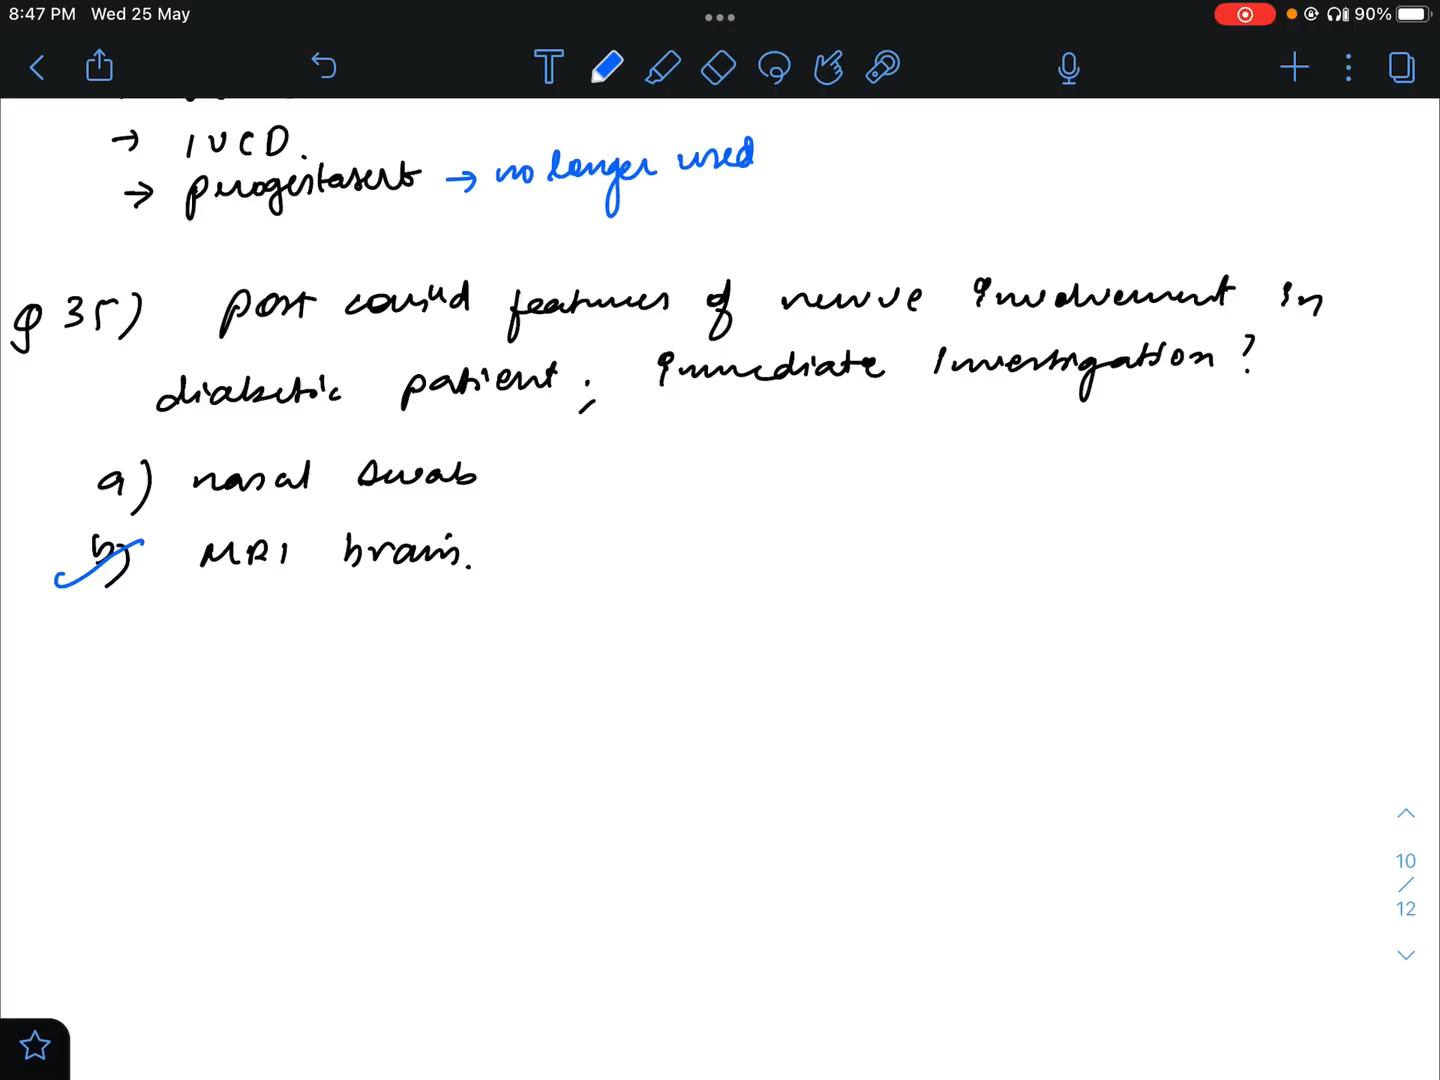 8:47 PM Wed 25 May
90%
→ IUCD.
→ progestasert → no longer used
Q 35) Post covid features of nerve involvement in
diabetic patient; immediate investigation?
a) nasal swab
b) MRI brain.
10
/
12